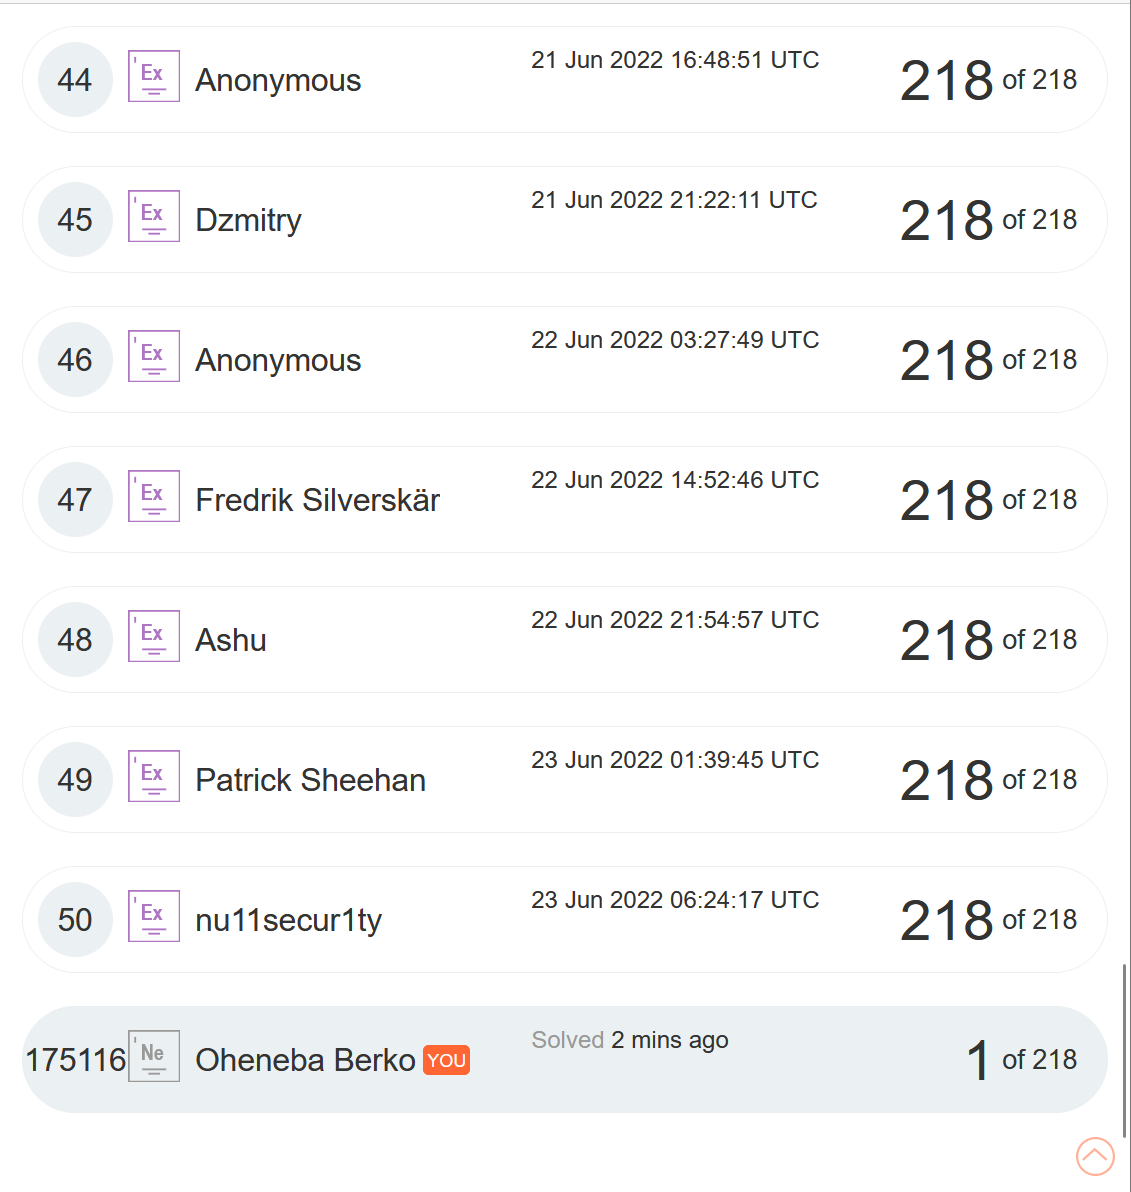 44 ' Ex Anonymous 21 Jun 2022 16:48:51 UTC 218 of 218
45 ' Ex Dzmitry 21 Jun 2022 21:22:11 UTC 218 of 218
46 ' Ex Anonymous 22 Jun 2022 03:27:49 UTC 218 of 218
47 ' Ex Fredrik Silverskär 22 Jun 2022 14:52:46 UTC 218 of 218
48 ' Ex Ashu 22 Jun 2022 21:54:57 UTC 218 of 218
49 ' Ex Patrick Sheehan 23 Jun 2022 01:39:45 UTC 218 of 218
50 ' Ex nu11secur1ty 23 Jun 2022 06:24:17 UTC 218 of 218
175116 ' Ne Oheneba Berko YOU Solved 2 mins ago 1 of 218